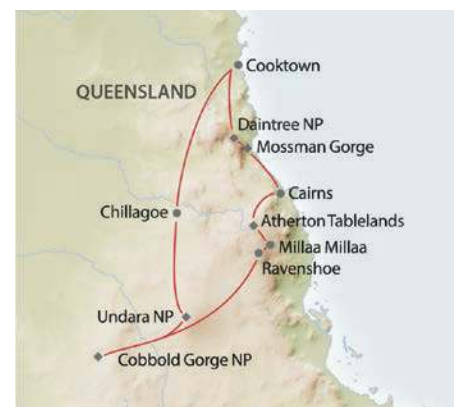 Cooktown
QUEENSLAND
Daintree NP
Mossman Gorge
Cairns
Chillagoe
Atherton Tablelands
Millaa Millaa
Ravenshoe
Undara NP
Cobbold Gorge NP